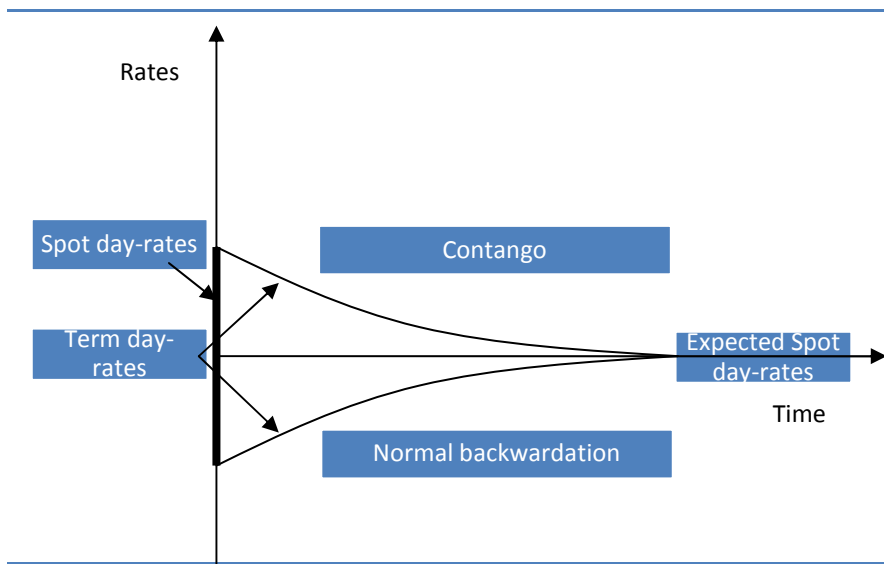 Rates
Spot day-rates
Contango
Term day-
rates
Expected Spot
day-rates
Time
Normal backwardation